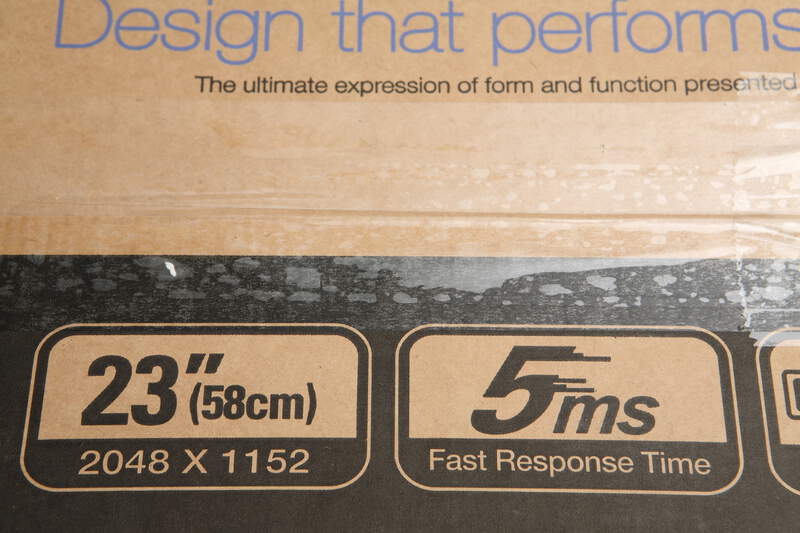 Design that performs
The ultimate expression of form and function presented
23" (58cm)
2048 X 1152
5ms
Fast Response Time